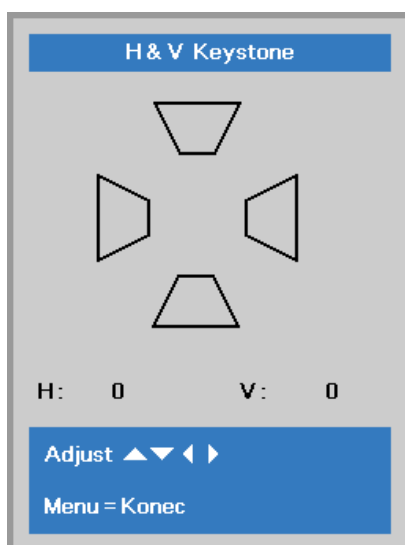 H & V Keystone
H: 0 V: 0
Adjust ▲▼◀▶
Menu = Konec